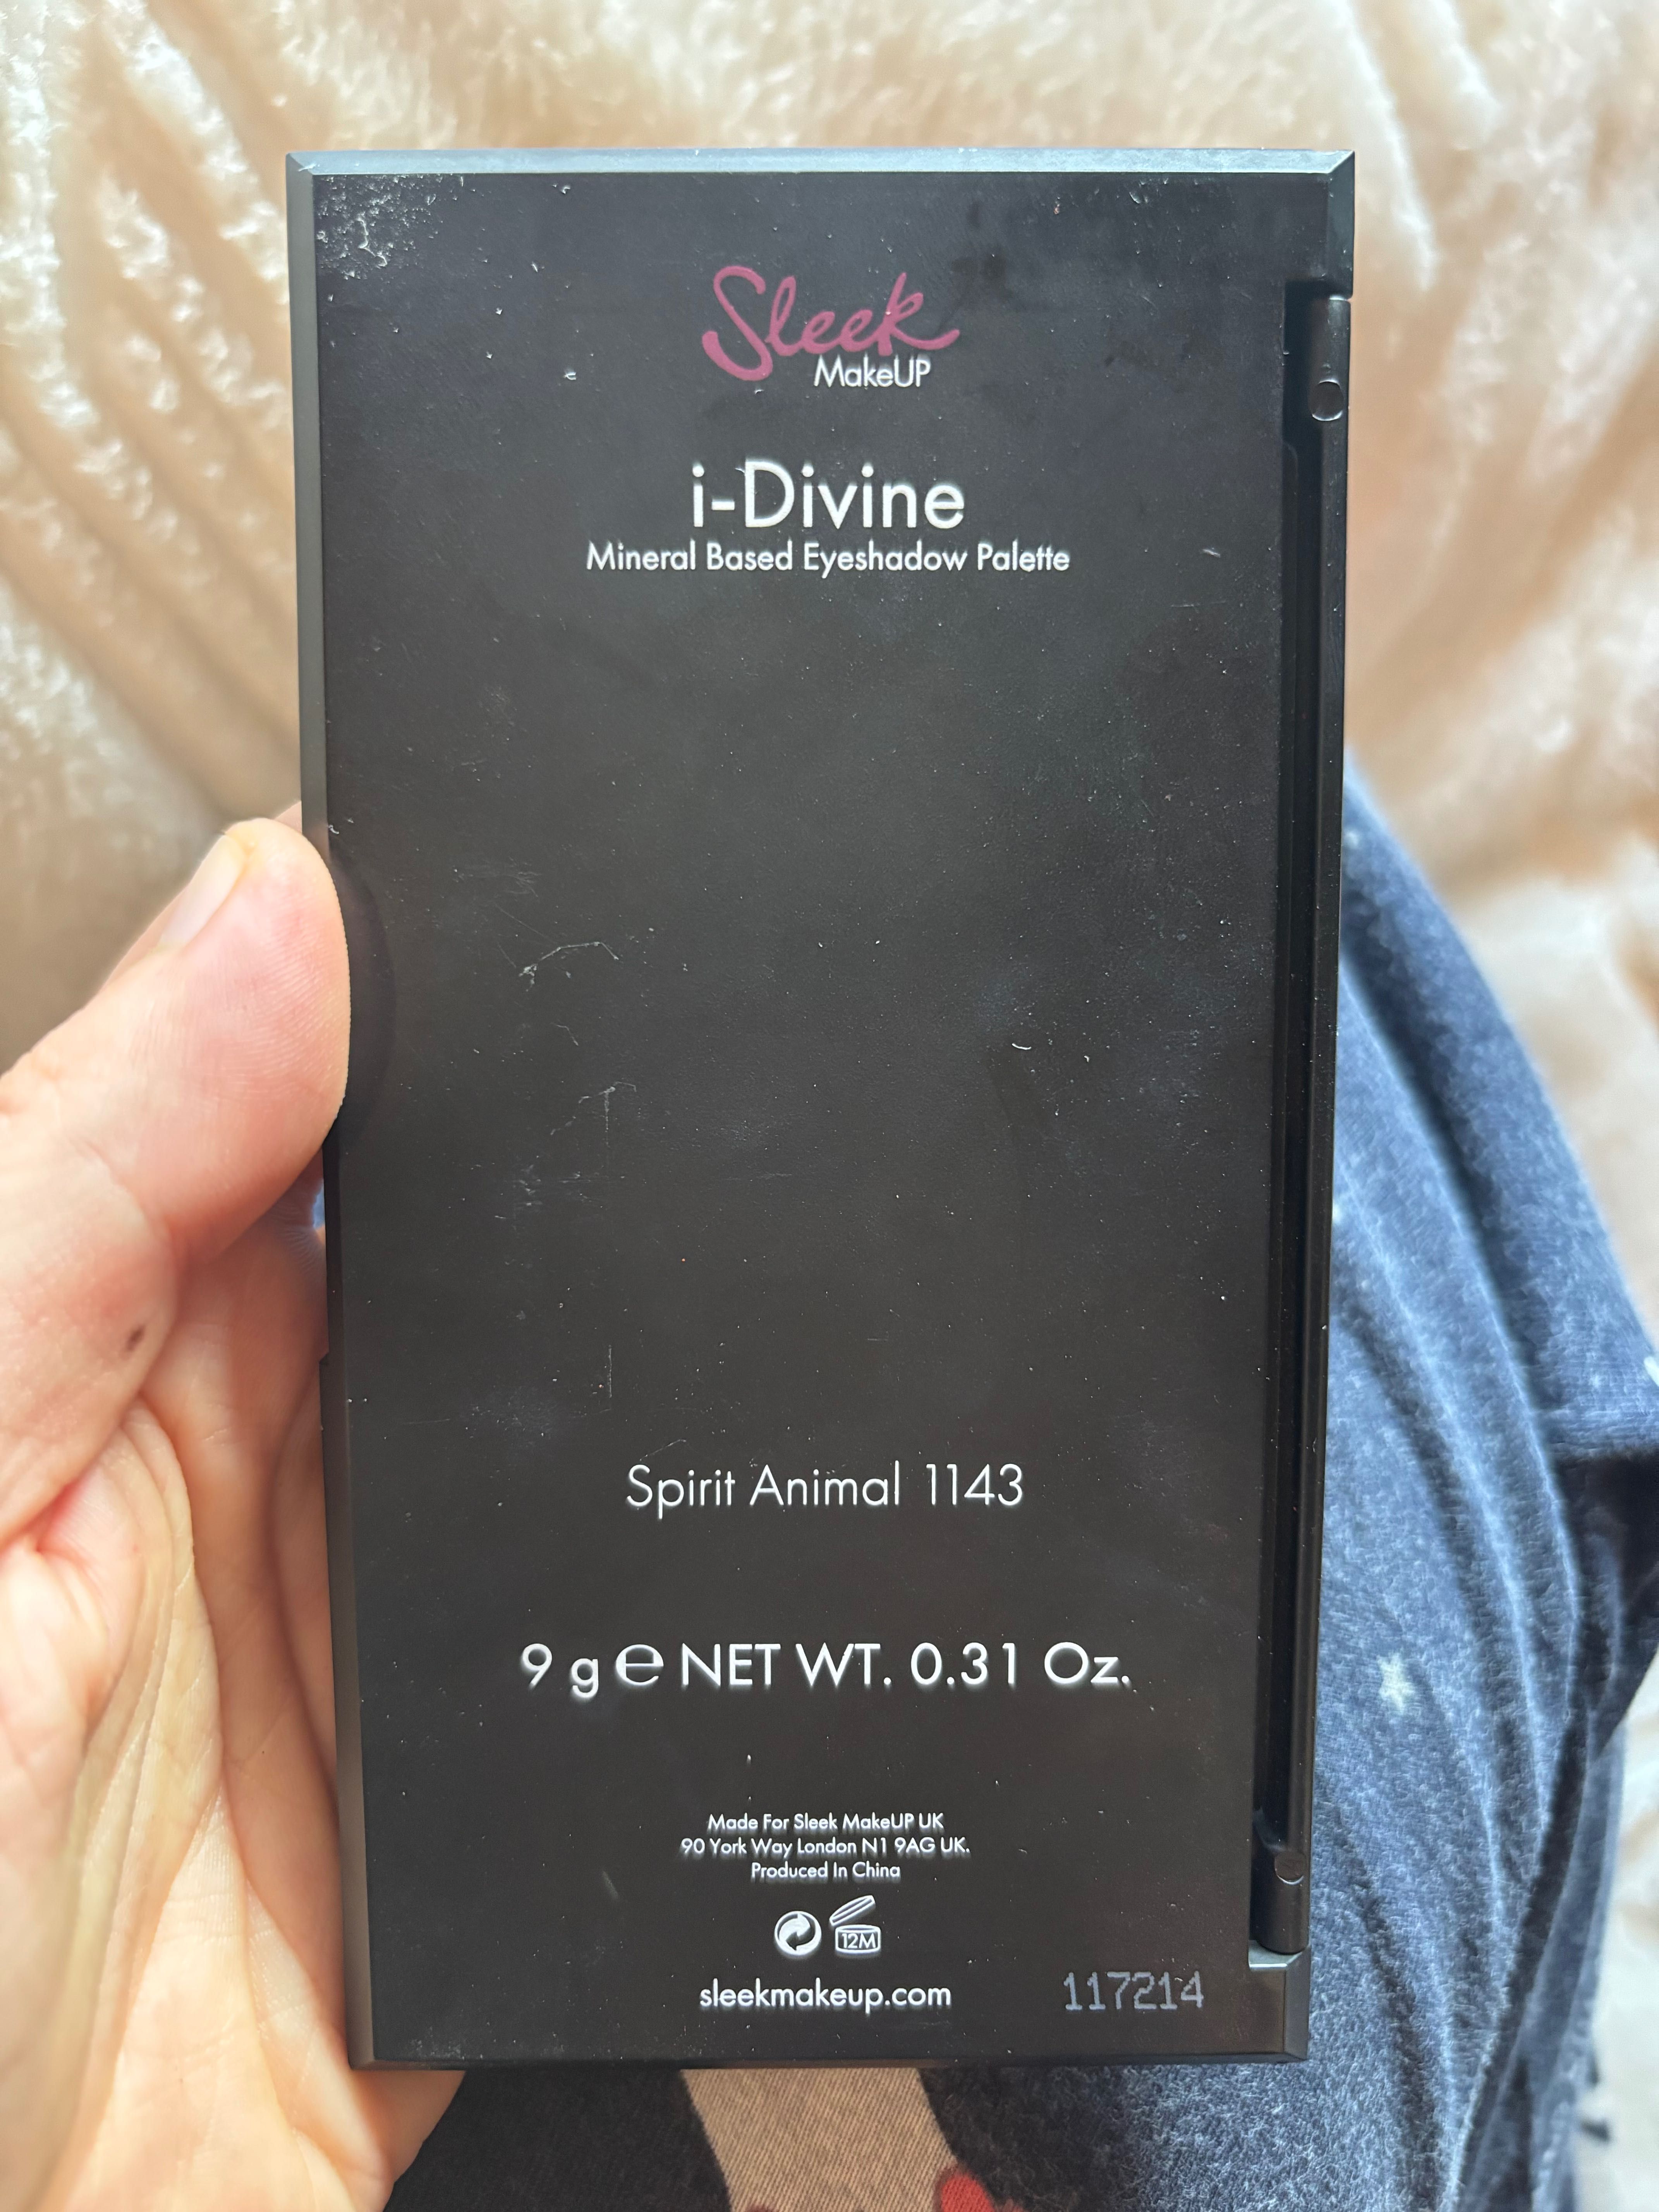 Sleek
MakeUP
i-Divine
Mineral Based Eyeshadow Palette
Spirit Animal 1143
9 g ℮ NET WT. 0.31 Oz.
Made For Sleek MakeUP UK
90 York Way London N1 9AG UK.
Produced In China
12M
sleekmakeup.com
117214